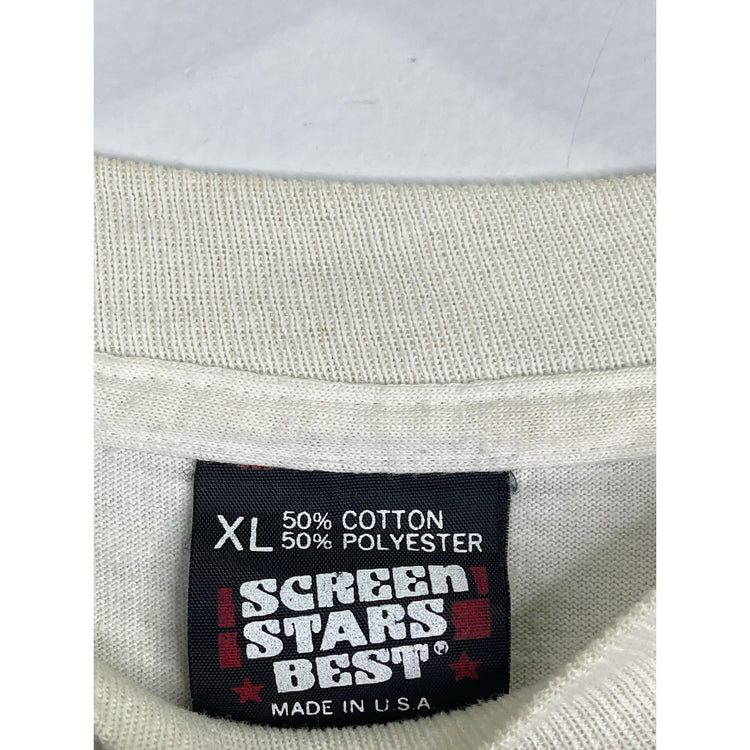 XL 50% COTTON
50% POLYESTER
SCREEN
STARS
BEST®
MADE IN U.S.A